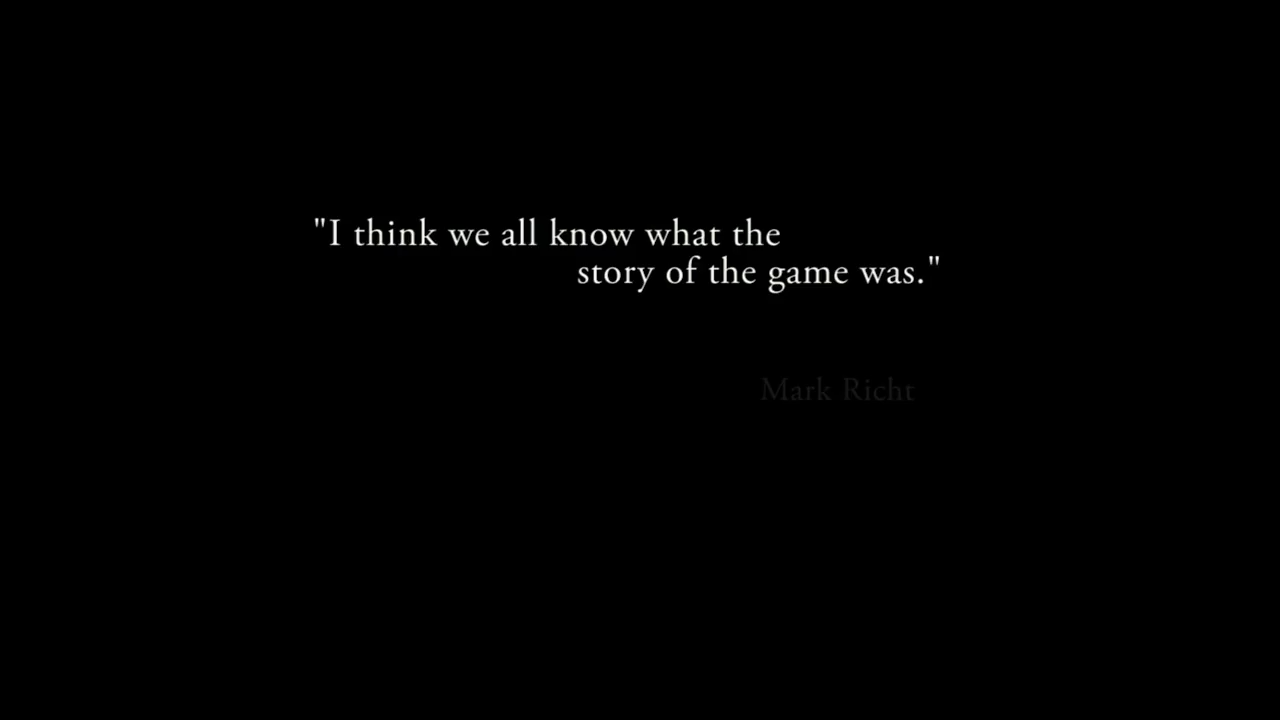 "I think we all know what the
story of the game was."
Mark Richt